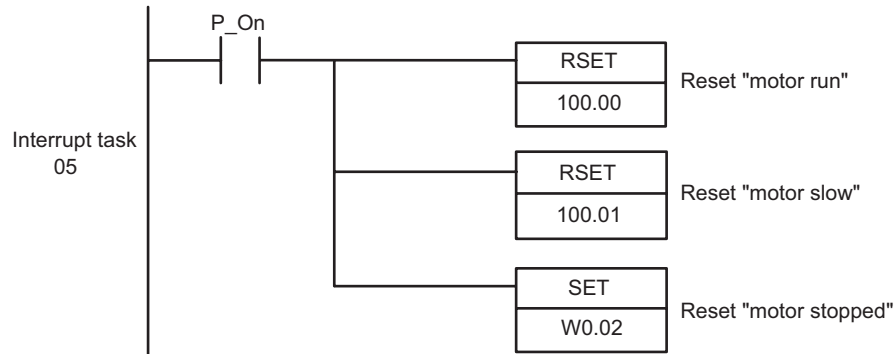 P_On
RSET
100.00
Reset "motor run"
Interrupt task
05
RSET
100.01
Reset "motor slow"
SET
W0.02
Reset "motor stopped"